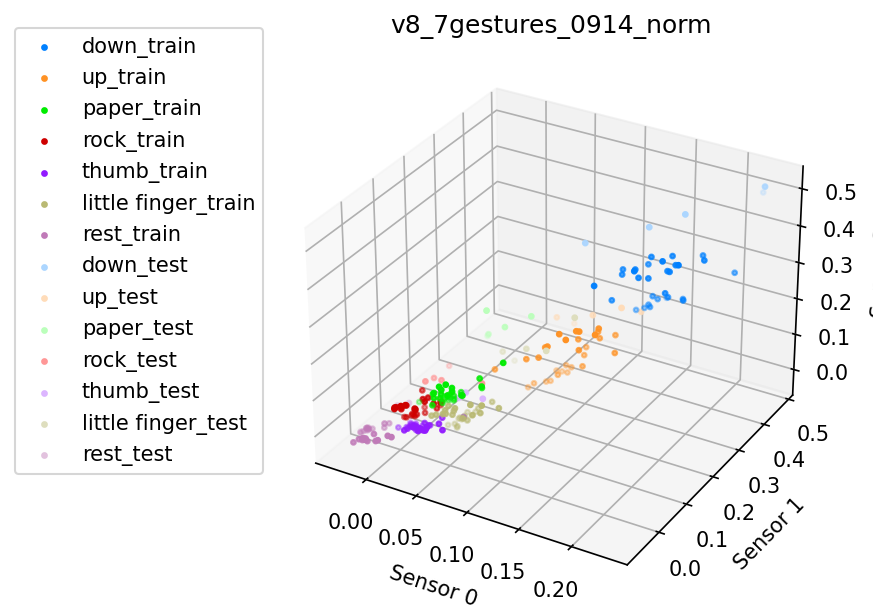 v8_7gestures_0914_norm
down_train
up_train
paper_train
rock_train
thumb_train
little finger_train
rest_train
down_test
up_test
paper_test
rock_test
thumb_test
little finger_test
rest_test
0.5
0.4
0.3
0.2
0.1
0.0
0.5
0.4
0.3
0.2
0.1
0.0
Sensor 1
0.00
0.05
0.10
0.15
0.20
Sensor 0